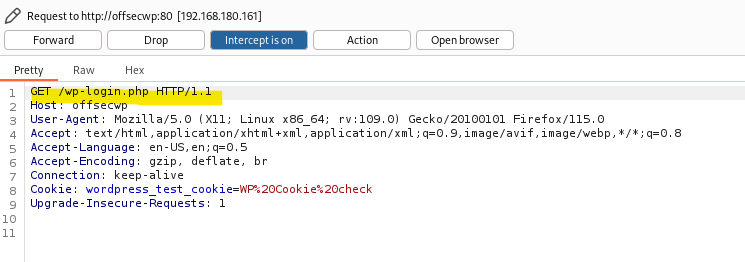 Request to http://offsecwp:80 [192.168.180.161]
Forward Drop Intercept is on Action Open browser
Pretty Raw Hex
1 GET /wp-login.php HTTP/1.1
2 Host: offsecwp
3 User-Agent: Mozilla/5.0 (X11; Linux x86_64; rv:109.0) Gecko/20100101 Firefox/115.0
4 Accept: text/html,application/xhtml+xml,application/xml;q=0.9,image/avif,image/webp,*/*;q=0.8
5 Accept-Language: en-US,en;q=0.5
6 Accept-Encoding: gzip, deflate, br
7 Connection: keep-alive
8 Cookie: wordpress_test_cookie=WP%20Cookie%20check
9 Upgrade-Insecure-Requests: 1
10
11